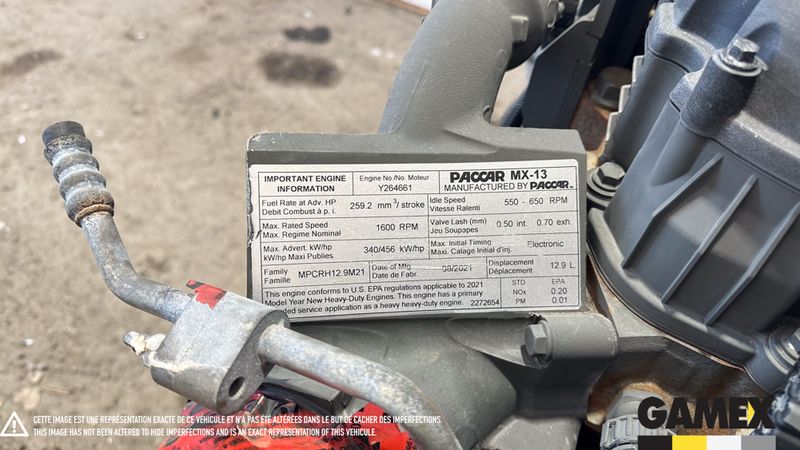 IMPORTANT ENGINE INFORMATION
Engine No./No. Moteur
Y264661
PACCAR MX-13
MANUFACTURED BY PACCAR
Fuel Rate at Adv. HP
Debit Combust à p. i.
259.2 mm³/stroke
Idle Speed
Vitesse Ralenti
550 - 650 RPM
Max. Rated Speed
Max. Regime Nominal
1600 RPM
Valve Lash (mm)
Jeu Soupapes
0.50 int. 0.70 exh.
Max. Advert. kW/hp
kW/hp Maxi Publies
340/456 kW/hp
Max. Initial Timing
Maxi. Calage Initial d'inj.
Electronic
Family
Famille
MPCRH12.9M21
Date of Mfg.
Date de Fabr.
08/2021
Displacement
Déplacement
12.9 L
This engine conforms to U.S. EPA regulations applicable to 2021
Model Year New Heavy-Duty Engines. This engine has a primary
service application as a heavy heavy-duty engine. 2272654
STD EPA
NOx 0.20
PM 0.01
CETTE IMAGE EST UNE REPRÉSENTATION EXACTE DE CE VÉHICULE ET N'A PAS ÉTÉ ALTÉRÉES DANS LE BUT DE CACHER DES IMPERFECTIONS.
THIS IMAGE HAS NOT BEEN ALTERED TO HIDE IMPERFECTIONS AND IS AN EXACT REPRESENTATION OF THIS VEHICLE.
GAMEX